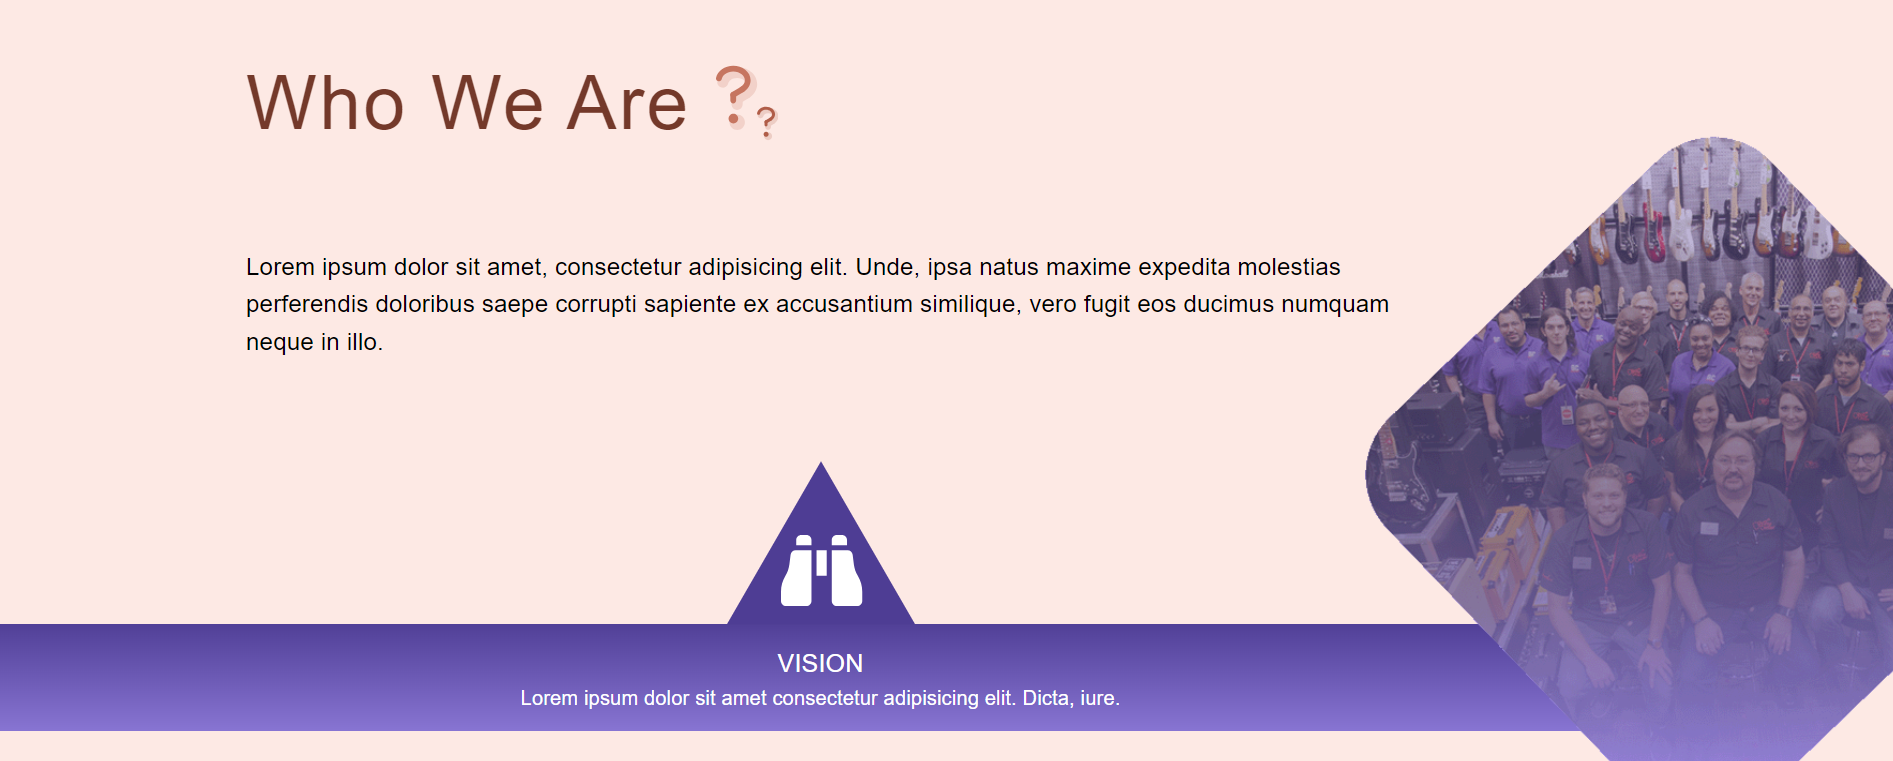 Who We Are ??
Lorem ipsum dolor sit amet, consectetur adipisicing elit. Unde, ipsa natus maxime expedita molestias
perferendis doloribus saepe corrupti sapiente ex accusantium similique, vero fugit eos ducimus numquam
neque in illo.
VISION
Lorem ipsum dolor sit amet consectetur adipisicing elit. Dicta, iure.